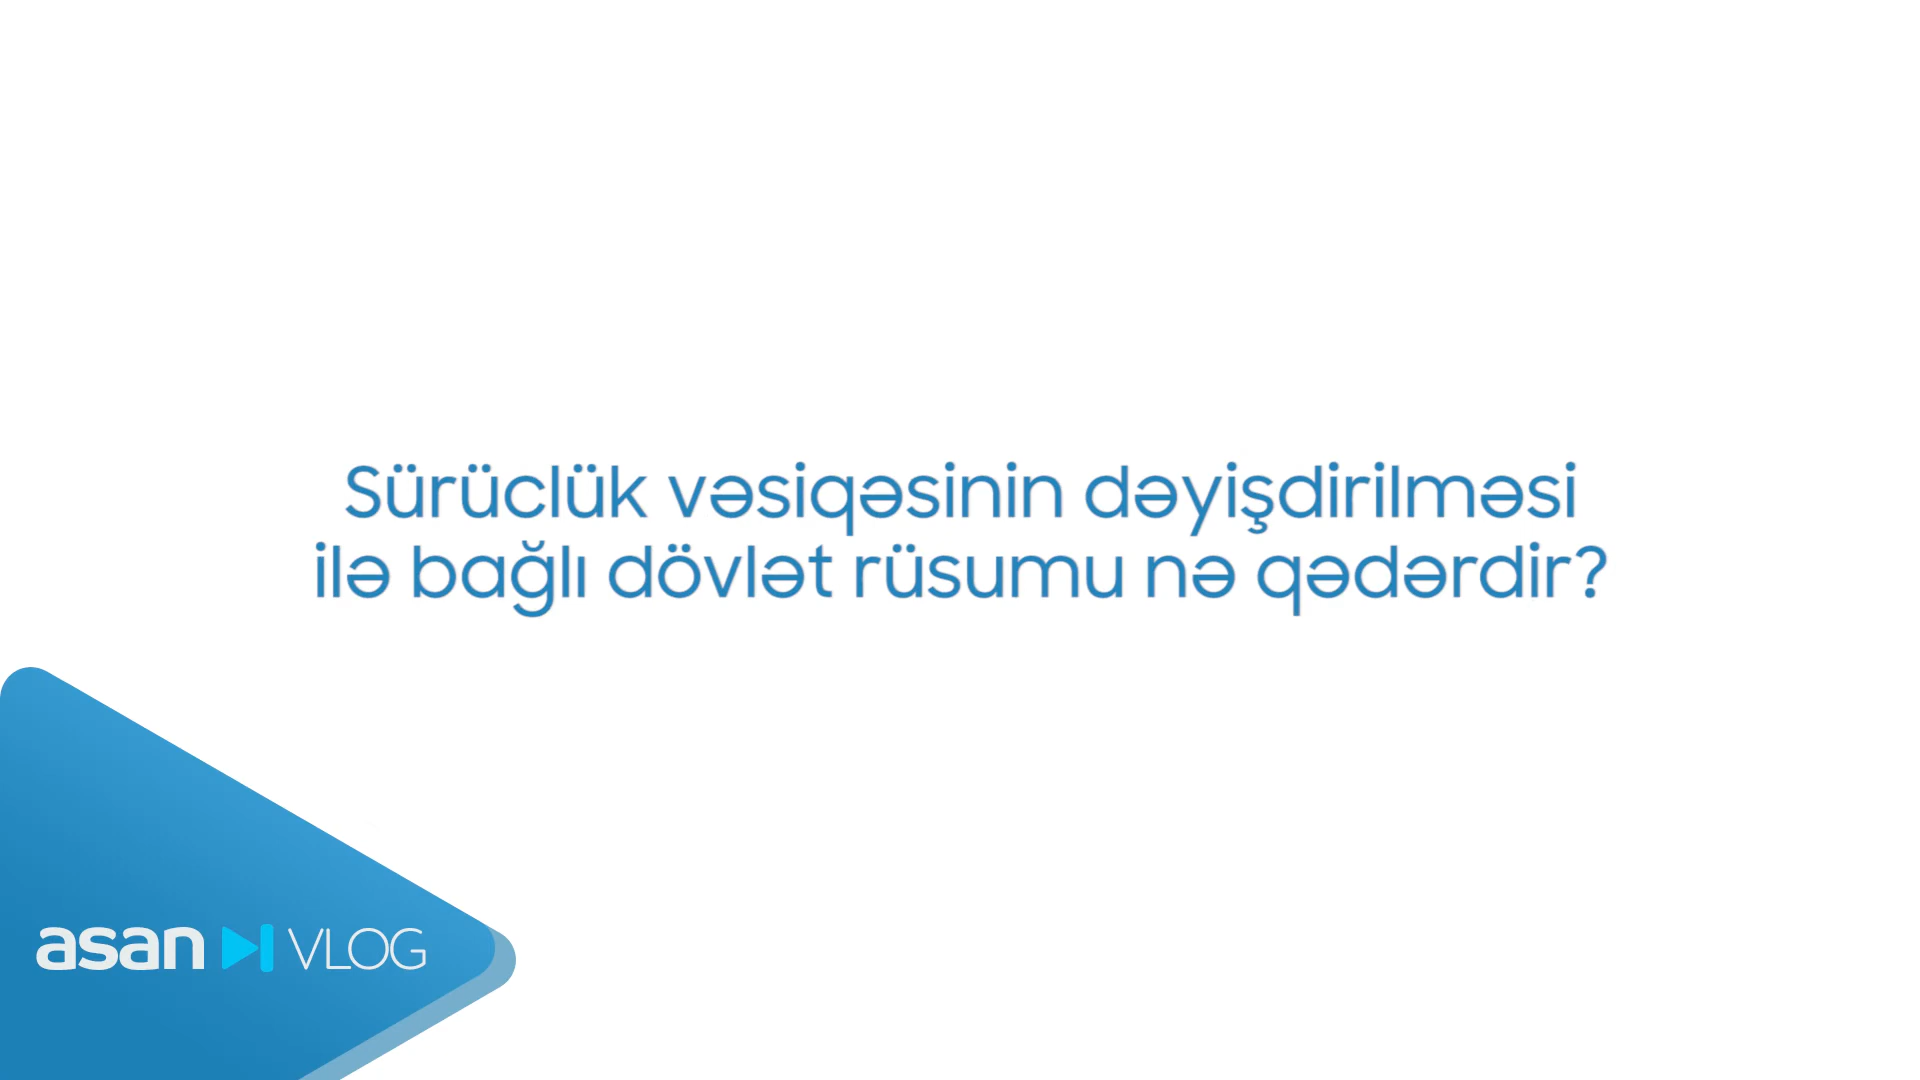 Sürüclük vəsiqəsinin dəyişdirilməsi
ilə bağlı dövlət rüsumu nə qədərdir?
asan VLOG